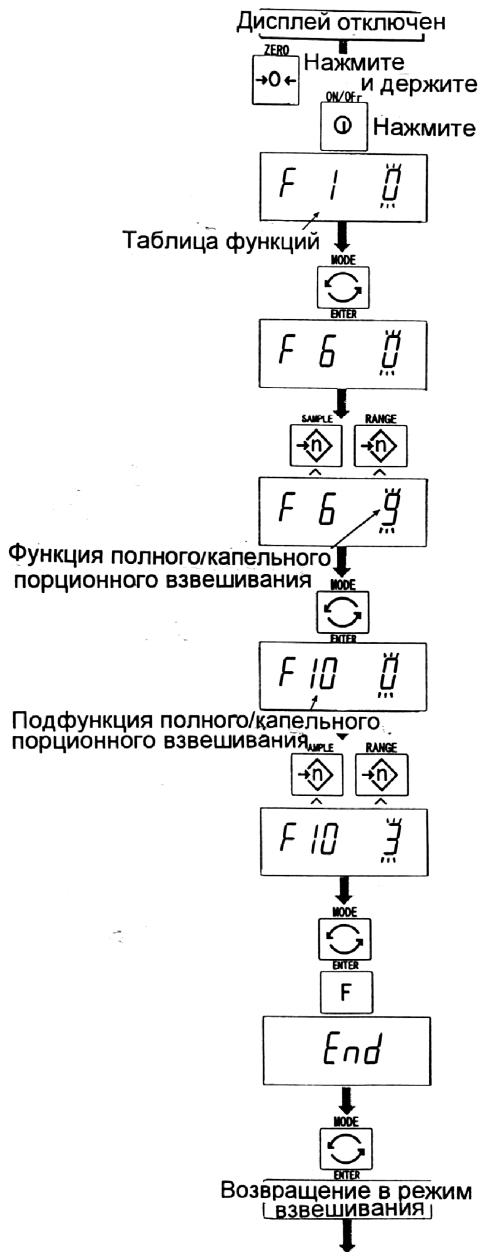 Дисплей отключен
ZERO
→0←
Нажмите
и держите
ON/OFF
Нажмите
F 1 0
Таблица функций
MODE
ENTER
F 6 0
SAMPLE RANGE
→n →n
F 6 9
Функция полного/капельного
порционного взвешивания
MODE
ENTER
F 10 0
Подфункция полного/капельного
порционного взвешивания
AMPLE RANGE
→n →n
F 10 3
MODE
ENTER
F
End
MODE
ENTER
Возвращение в режим
взвешивания